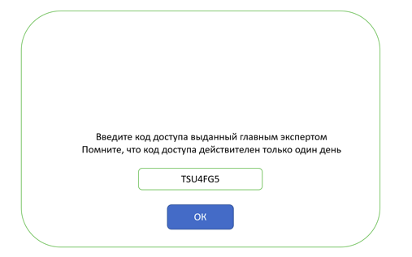 Введите код доступа выданный главным экспертом
Помните, что код доступа действителен только один день
TSU4FG5
ОК